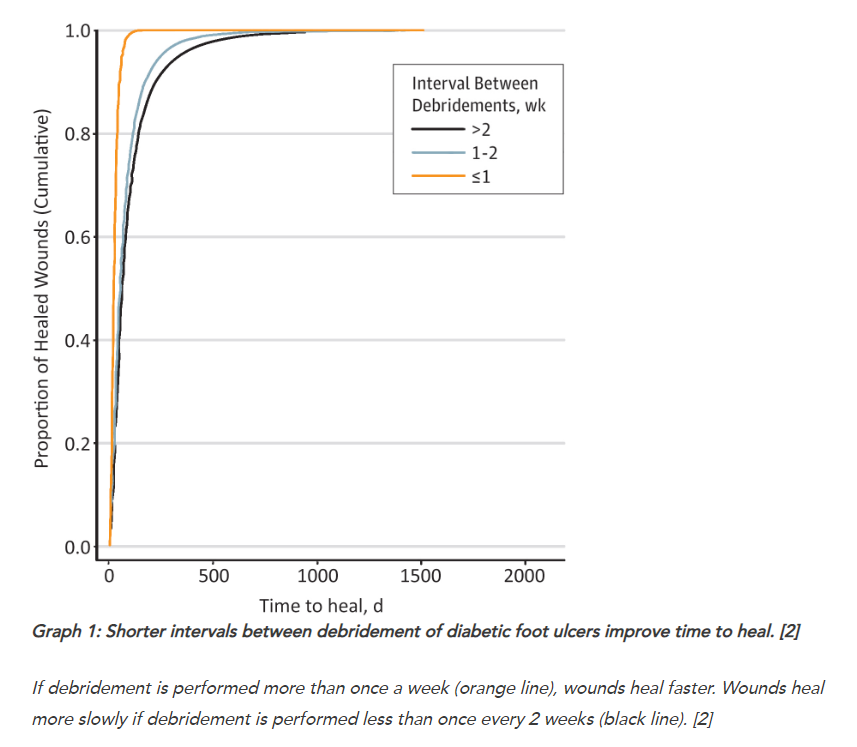 1.0
0.8
0.6
0.4
0.2
0.0
Proportion of Healed Wounds (Cumulative)
Interval Between
Debridements, wk
>2
1-2
≤1
0 500 1000 1500 2000
Time to heal, d
Graph 1: Shorter intervals between debridement of diabetic foot ulcers improve time to heal. [2]
If debridement is performed more than once a week (orange line), wounds heal faster. Wounds heal
more slowly if debridement is performed less than once every 2 weeks (black line). [2]